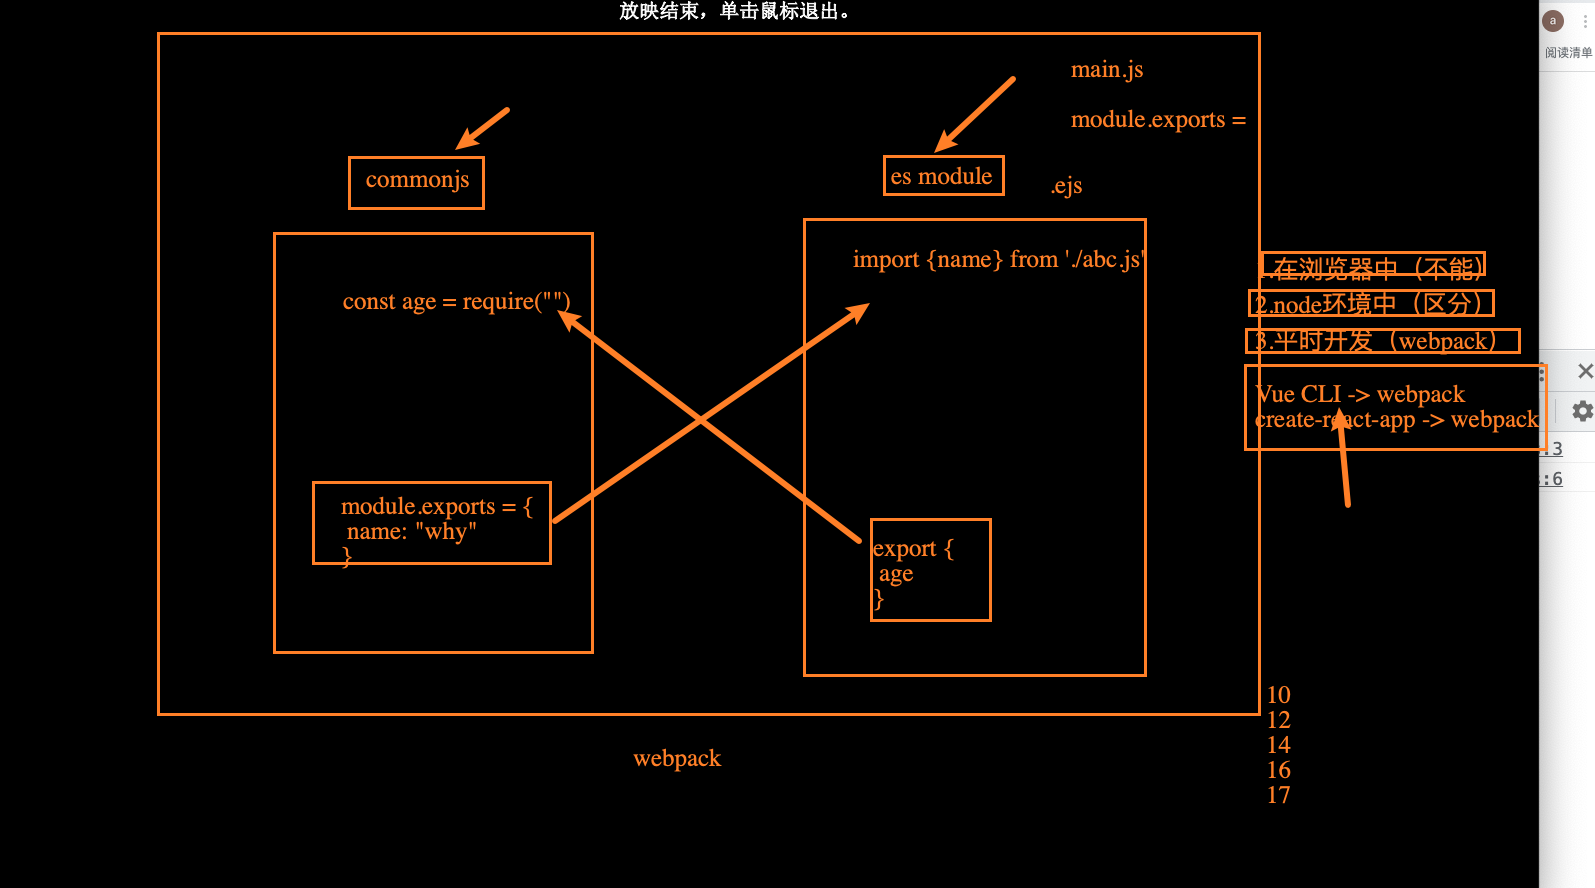 放映结束，单击鼠标退出。
a
阅读清单
main.js
module.exports =
commonjs
es module
.ejs
import {name} from './abc.js'
const age = require("")
1.在浏览器中（不能）
2.node环境中（区分）
3.平时开发（webpack）
Vue CLI -> webpack
create-react-app -> webpack
:3
:6
module.exports = {
name: "why"
}
export {
age
}
10
12
14
16
17
webpack